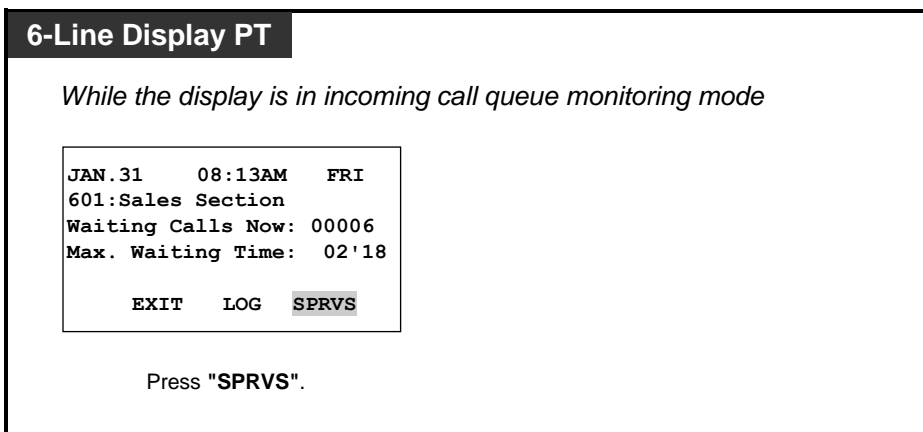 6-Line Display PT
While the display is in incoming call queue monitoring mode
JAN.31 08:13AM FRI
601:Sales Section
Waiting Calls Now: 00006
Max. Waiting Time: 02'18
EXIT LOG SPRVS
Press "SPRVS".